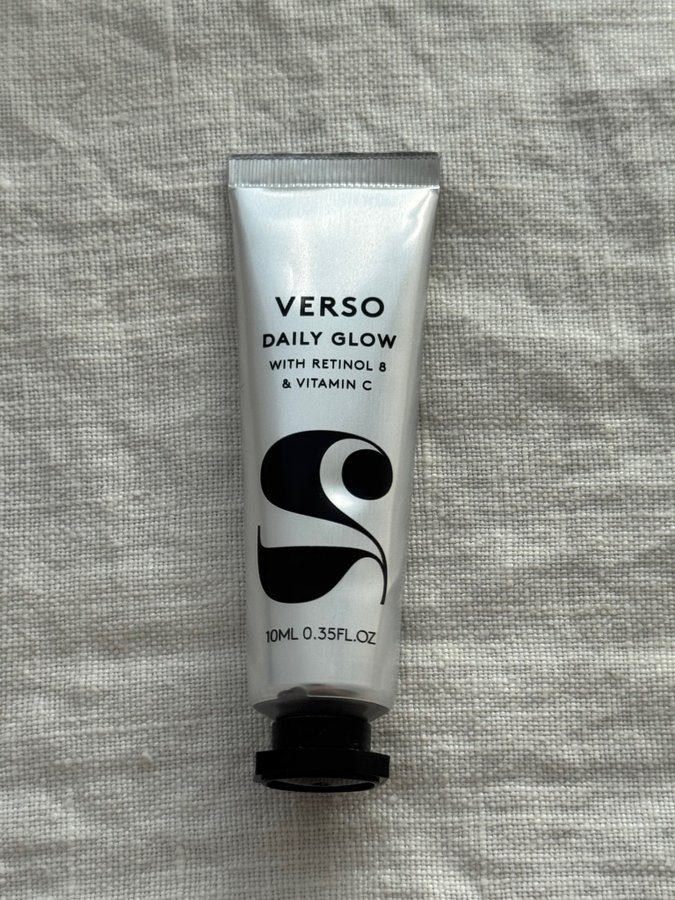 VERSO
DAILY GLOW
WITH RETINOL 8
& VITAMIN C
10ML 0.35FL.OZ